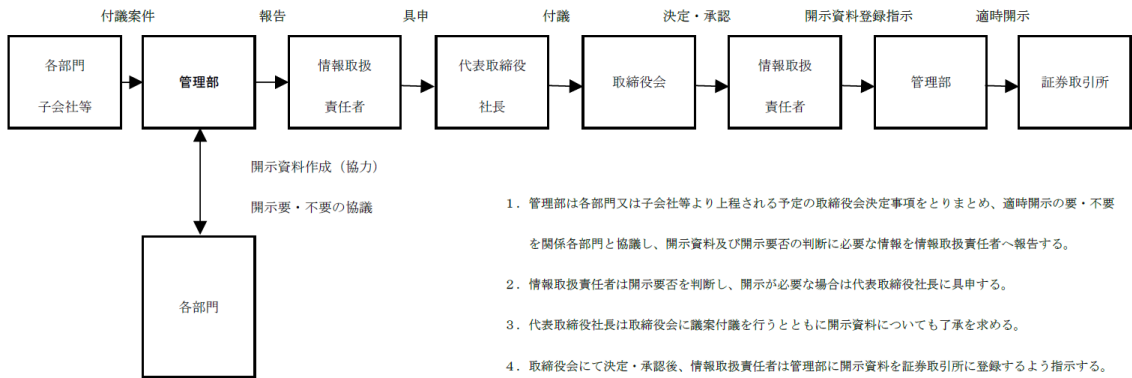 付議案件 報告 具申 付議 決定・承認 開示資料登録指示 適時開示
各部門
子会社等
管理部
情報取扱
責任者
代表取締役
社長
取締役会
情報取扱
責任者
管理部
証券取引所
開示資料作成（協力）
開示要・不要の協議
各部門
１．管理部は各部門又は子会社等より上程される予定の取締役会決定事項をとりまとめ、適時開示の要・不要
を関係各部門と協議し、開示資料及び開示要否の判断に必要な情報を情報取扱責任者へ報告する。
２．情報取扱責任者は開示要否を判断し、開示が必要な場合は代表取締役社長に具申する。
３．代表取締役社長は取締役会に議案付議を行うとともに開示資料についても了承を求める。
４．取締役会にて決定・承認後、情報取扱責任者は管理部に開示資料を証券取引所に登録するよう指示する。